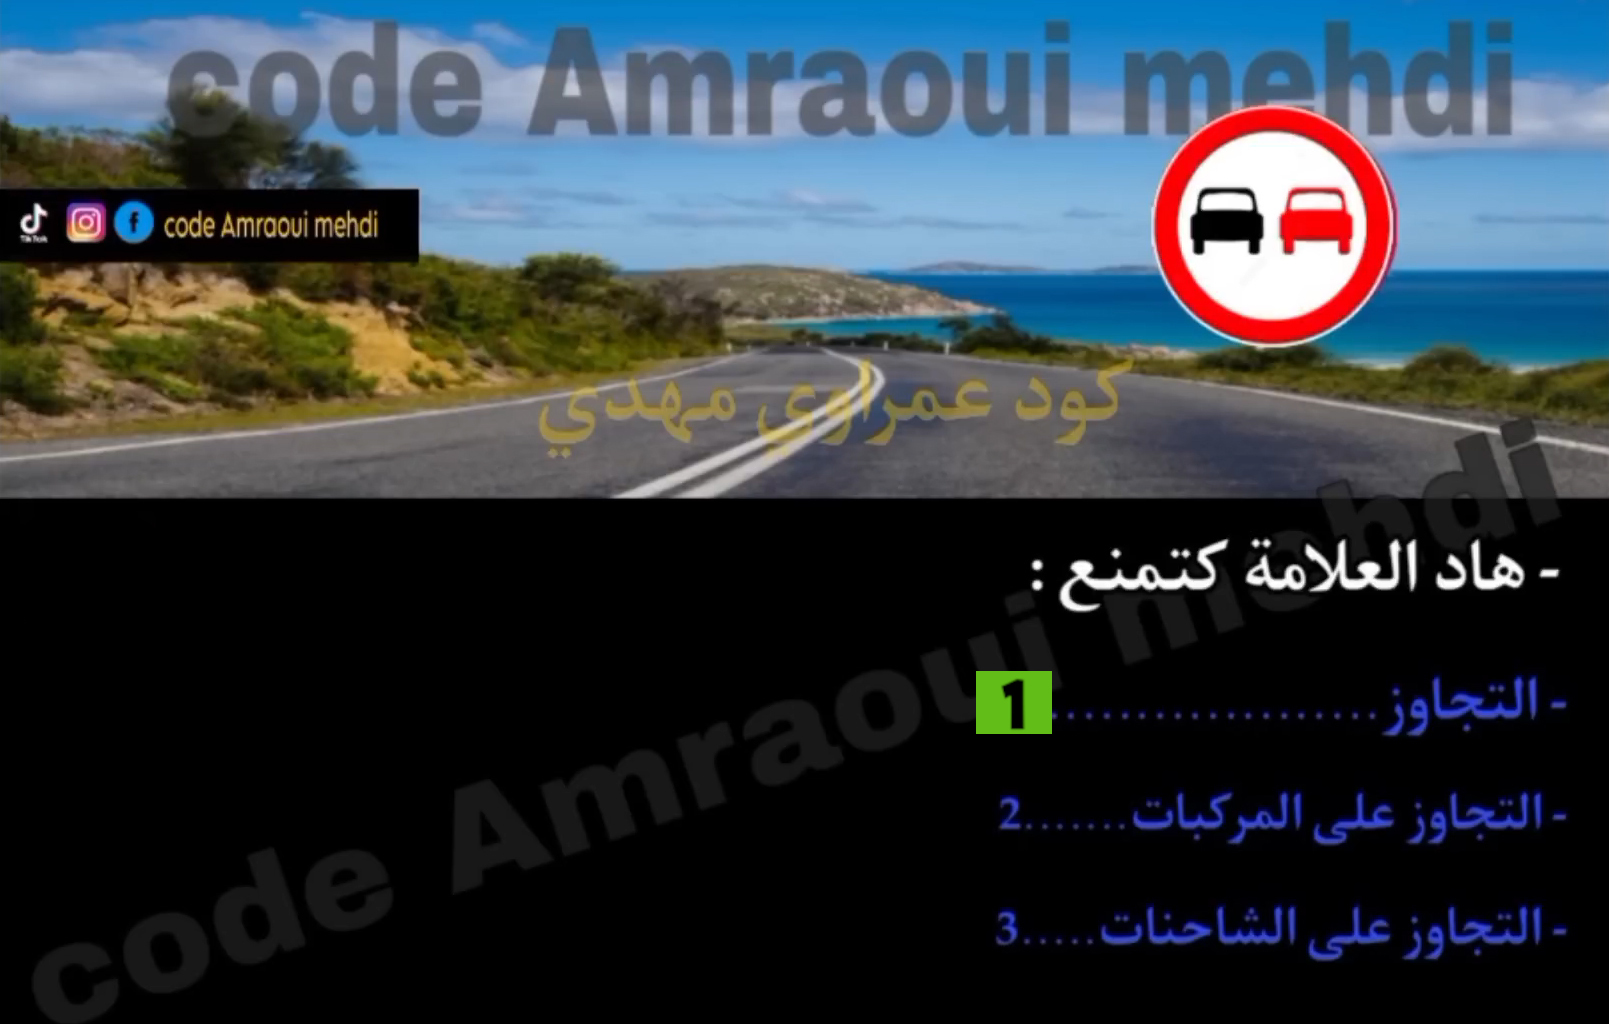 code Amraoui mehdi
TikTok
code Amraoui mehdi
كود عمراوي مهدي
- هاد العلامة كتمنع :
- التجاوز...................1
- التجاوز على المركبات.......2
- التجاوز على الشاحنات.....3
code Amraoui mehdi